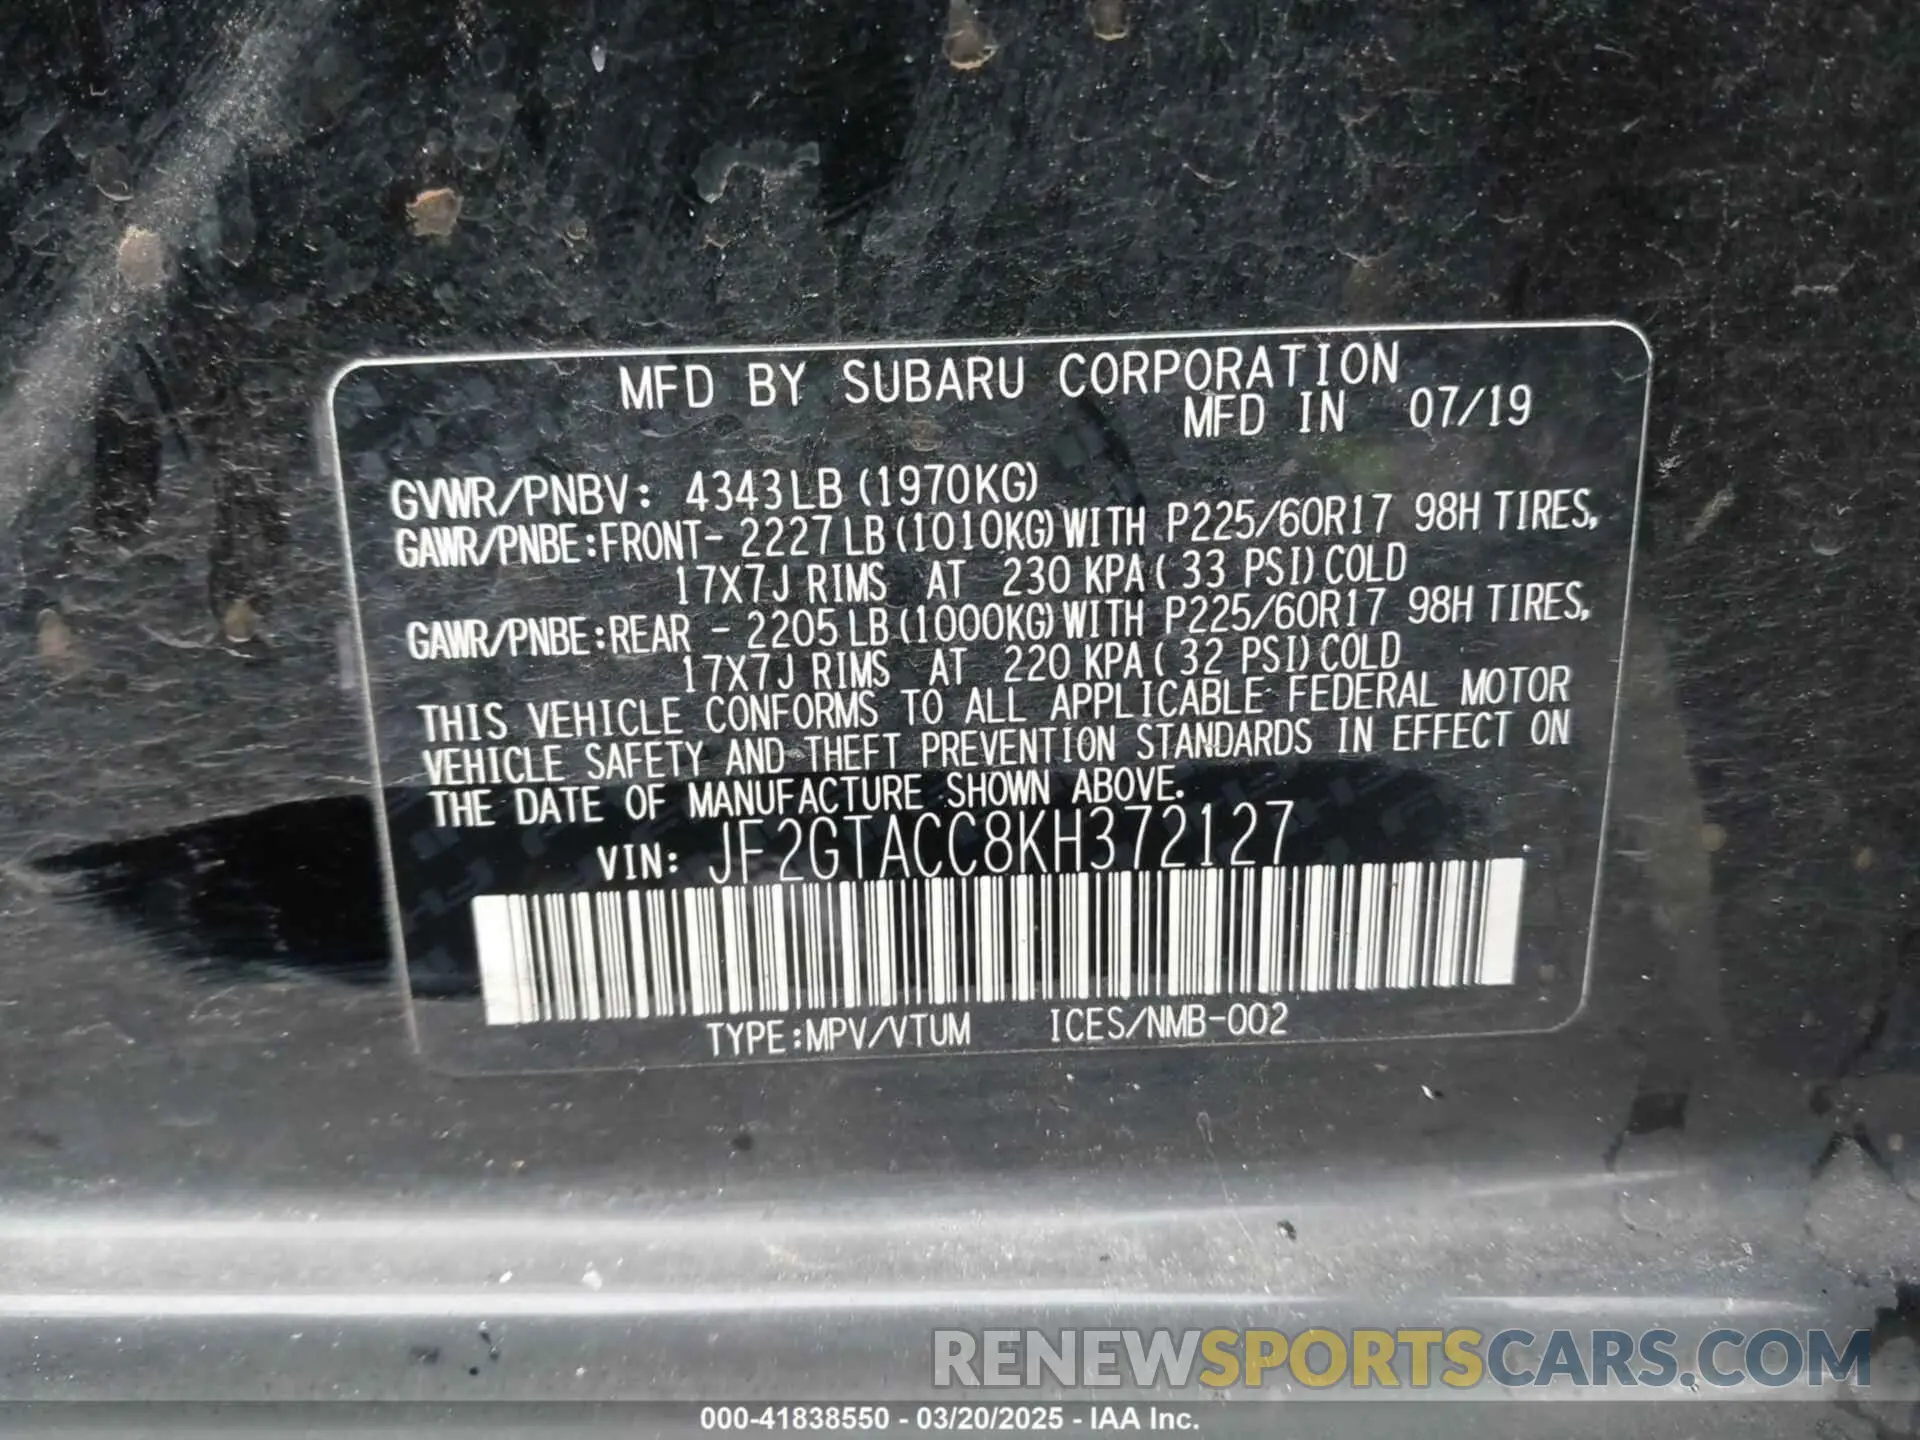 MFD BY SUBARU CORPORATION
MFD IN 07/19
GVWR/PNBV: 4343LB (1970KG)
GAWR/PNBE:FRONT- 2227LB (1010KG) WITH P225/60R17 98H TIRES,
17X7J RIMS AT 230 KPA ( 33 PSI) COLD
GAWR/PNBE:REAR - 2205LB (1000KG) WITH P225/60R17 98H TIRES,
17X7J RIMS AT 220 KPA ( 32 PSI) COLD
THIS VEHICLE CONFORMS TO ALL APPLICABLE FEDERAL MOTOR
VEHICLE SAFETY AND THEFT PREVENTION STANDARDS IN EFFECT ON
THE DATE OF MANUFACTURE SHOWN ABOVE.
VIN: JF2GTACC8KH372127
TYPE:MPV/VTUM ICES/NMB-002
RENEWSPORTSCARS.COM
000-41838550 - 03/20/2025 - IAA Inc.